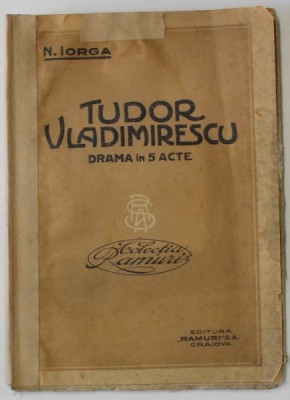 N. IORGA
TUDOR
VLADIMIRESCU
DRAMA în 5 ACTE
Colecția
Ramuri
EDITURA
„RAMURI" S.A.
CRAIOVA